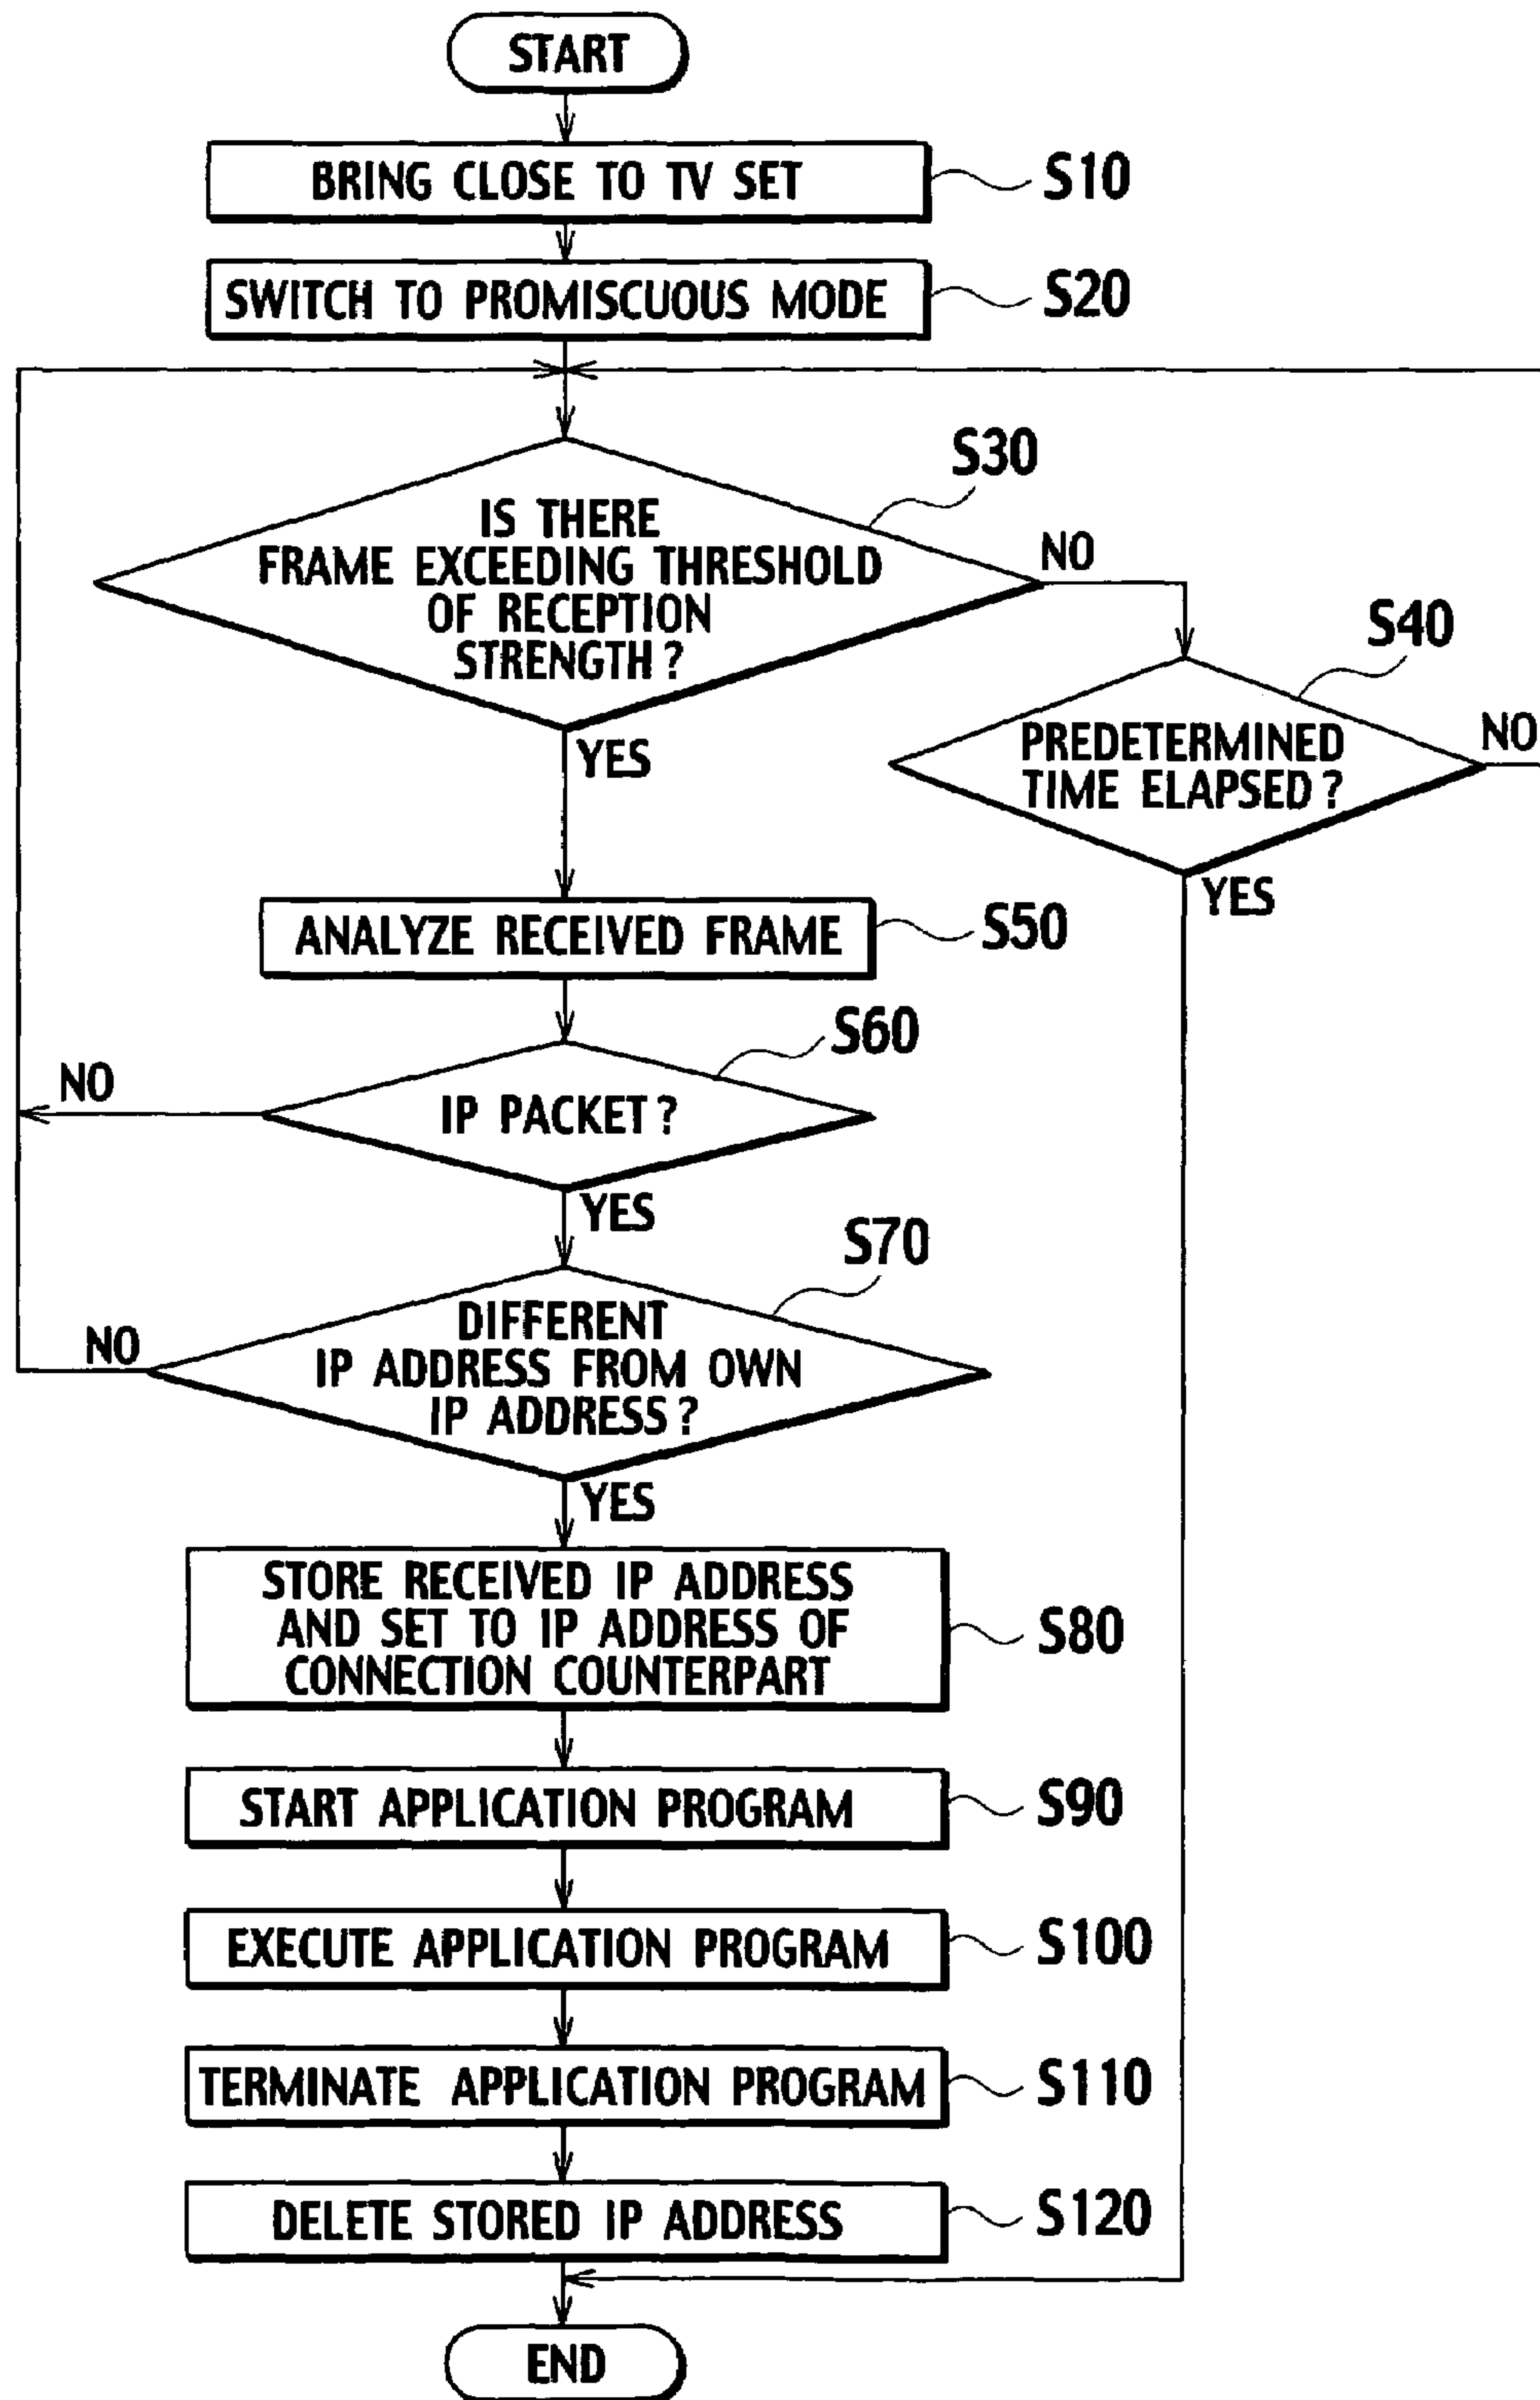 START
BRING CLOSE TO TV SET
S10
SWITCH TO PROMISCUOUS MODE
S20
S30
IS THERE
FRAME EXCEEDING THRESHOLD
OF RECEPTION
STRENGTH?
NO
YES
S40
PREDETERMINED
TIME ELAPSED?
NO
YES
ANALYZE RECEIVED FRAME
S50
S60
IP PACKET?
NO
YES
S70
DIFFERENT
IP ADDRESS FROM OWN
IP ADDRESS?
NO
YES
STORE RECEIVED IP ADDRESS
AND SET TO IP ADDRESS OF
CONNECTION COUNTERPART
S80
START APPLICATION PROGRAM
S90
EXECUTE APPLICATION PROGRAM
S100
TERMINATE APPLICATION PROGRAM
S110
DELETE STORED IP ADDRESS
S120
END